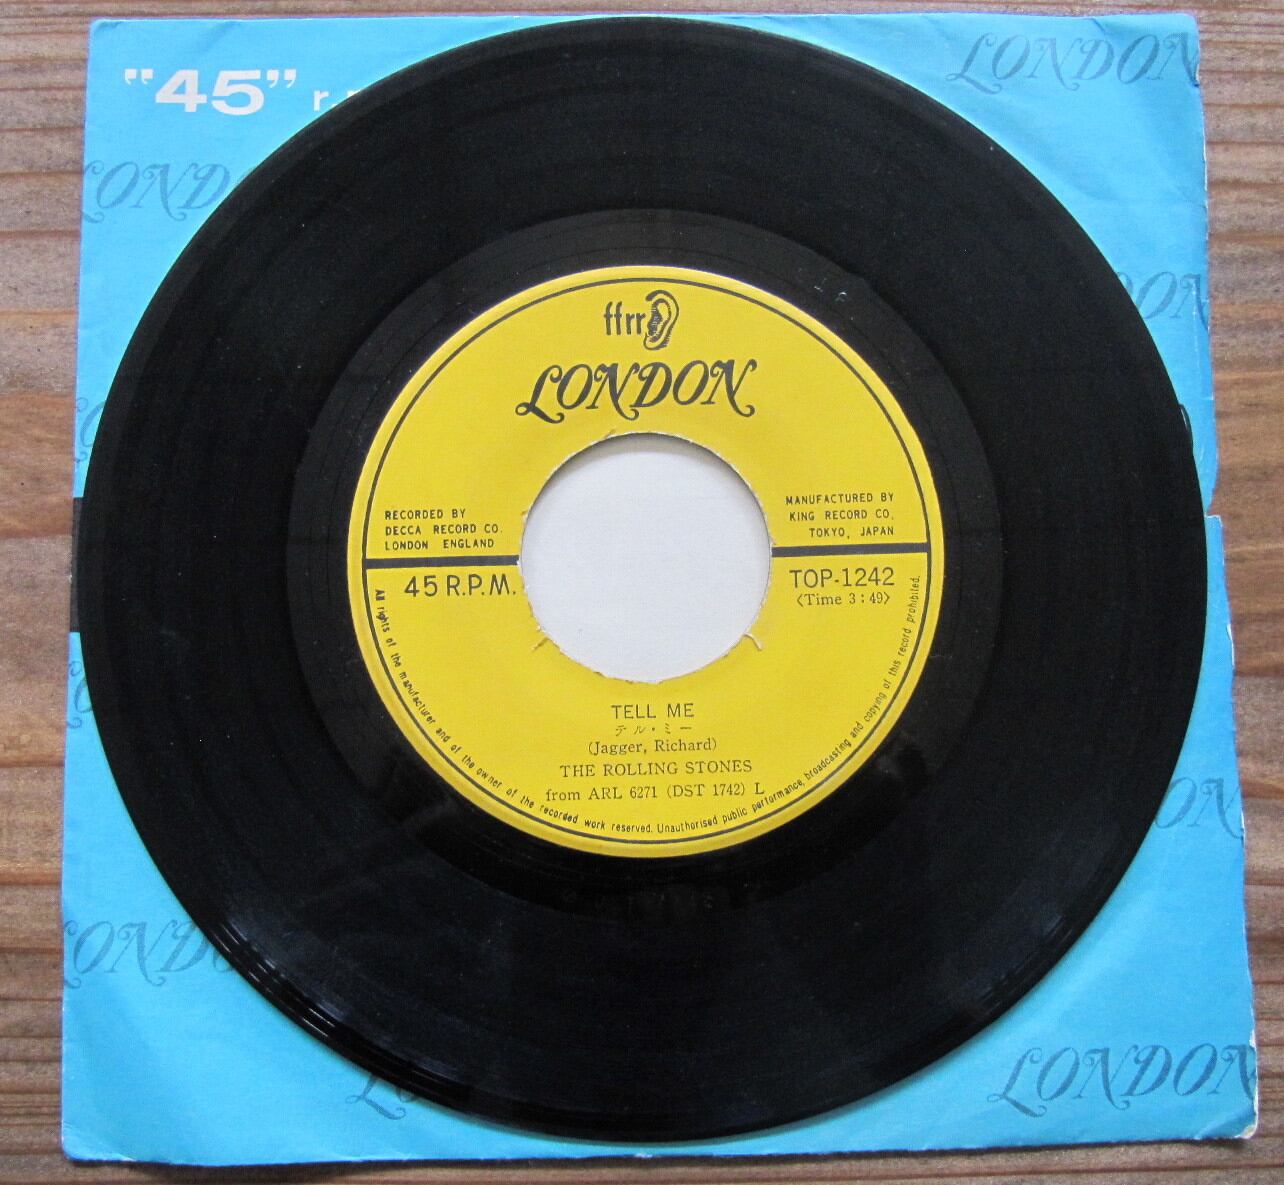 "45" r.
LONDON
LONDON
LONDON
ffrr
LONDON
RECORDED BY
DECCA RECORD CO.
LONDON ENGLAND
MANUFACTURED BY
KING RECORD CO.
TOKYO, JAPAN
45 R.P.M.
TOP-1242
〈Time 3:49〉
TELL ME
テル・ミー
(Jagger, Richard)
THE ROLLING STONES
from ARL 6271 (DST 1742) L
All rights of the manufacturer and of the owner of the recorded work reserved. Unauthorised public performance, broadcasting and copying of this record prohibited.
LONDON